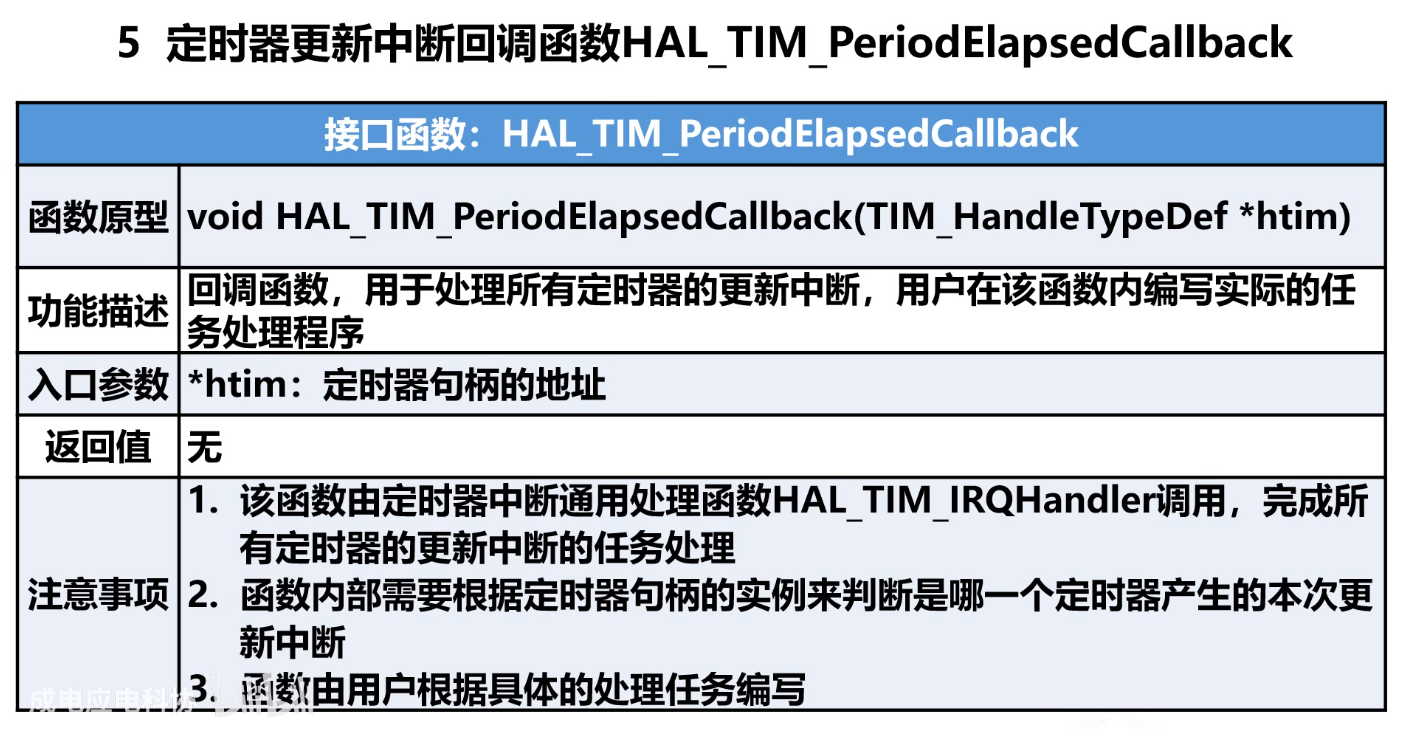 5 定时器更新中断回调函数HAL_TIM_PeriodElapsedCallback
接口函数：HAL_TIM_PeriodElapsedCallback
函数原型
void HAL_TIM_PeriodElapsedCallback(TIM_HandleTypeDef *htim)
功能描述
回调函数，用于处理所有定时器的更新中断，用户在该函数内编写实际的任
务处理程序
入口参数
*htim：定时器句柄的地址
返回值
无
注意事项
1. 该函数由定时器中断通用处理函数HAL_TIM_IRQHandler调用，完成所
有定时器的更新中断的任务处理
2. 函数内部需要根据定时器句柄的实例来判断是哪一个定时器产生的本次更
新中断
3. 函数由用户根据具体的处理任务编写
成电应电科协 bilibili